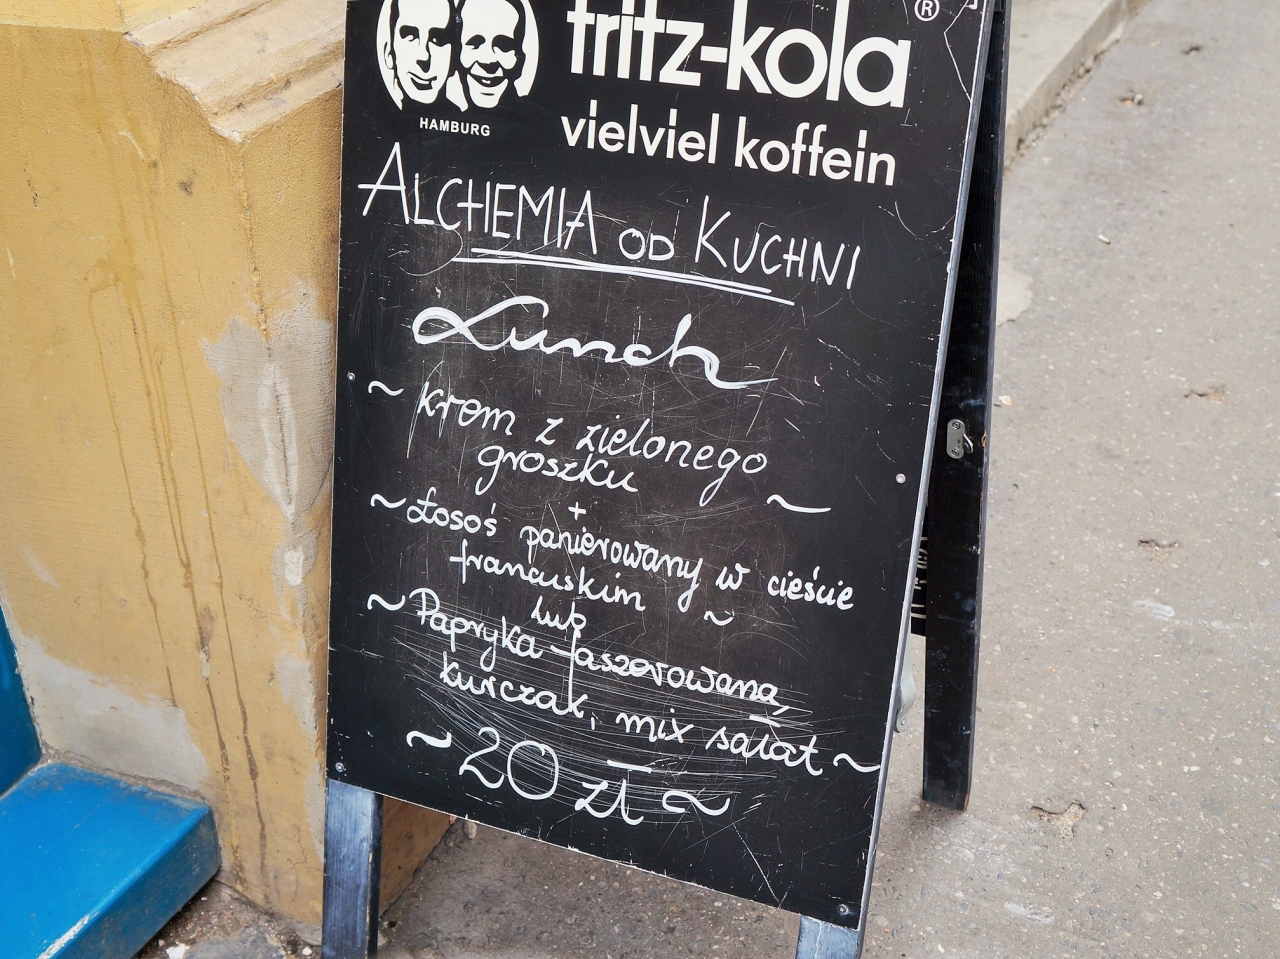 fritz-kola®
HAMBURG
vielviel koffein
ALCHEMIA OD KUCHNI
Lunch
~ krem z zielonego
groszku ~
+
~ Łosoś panierowany w cieście
francuskim ~
lub
~ Papryka faszerowana,
kurczak, mix sałat ~
~ 20 zł ~